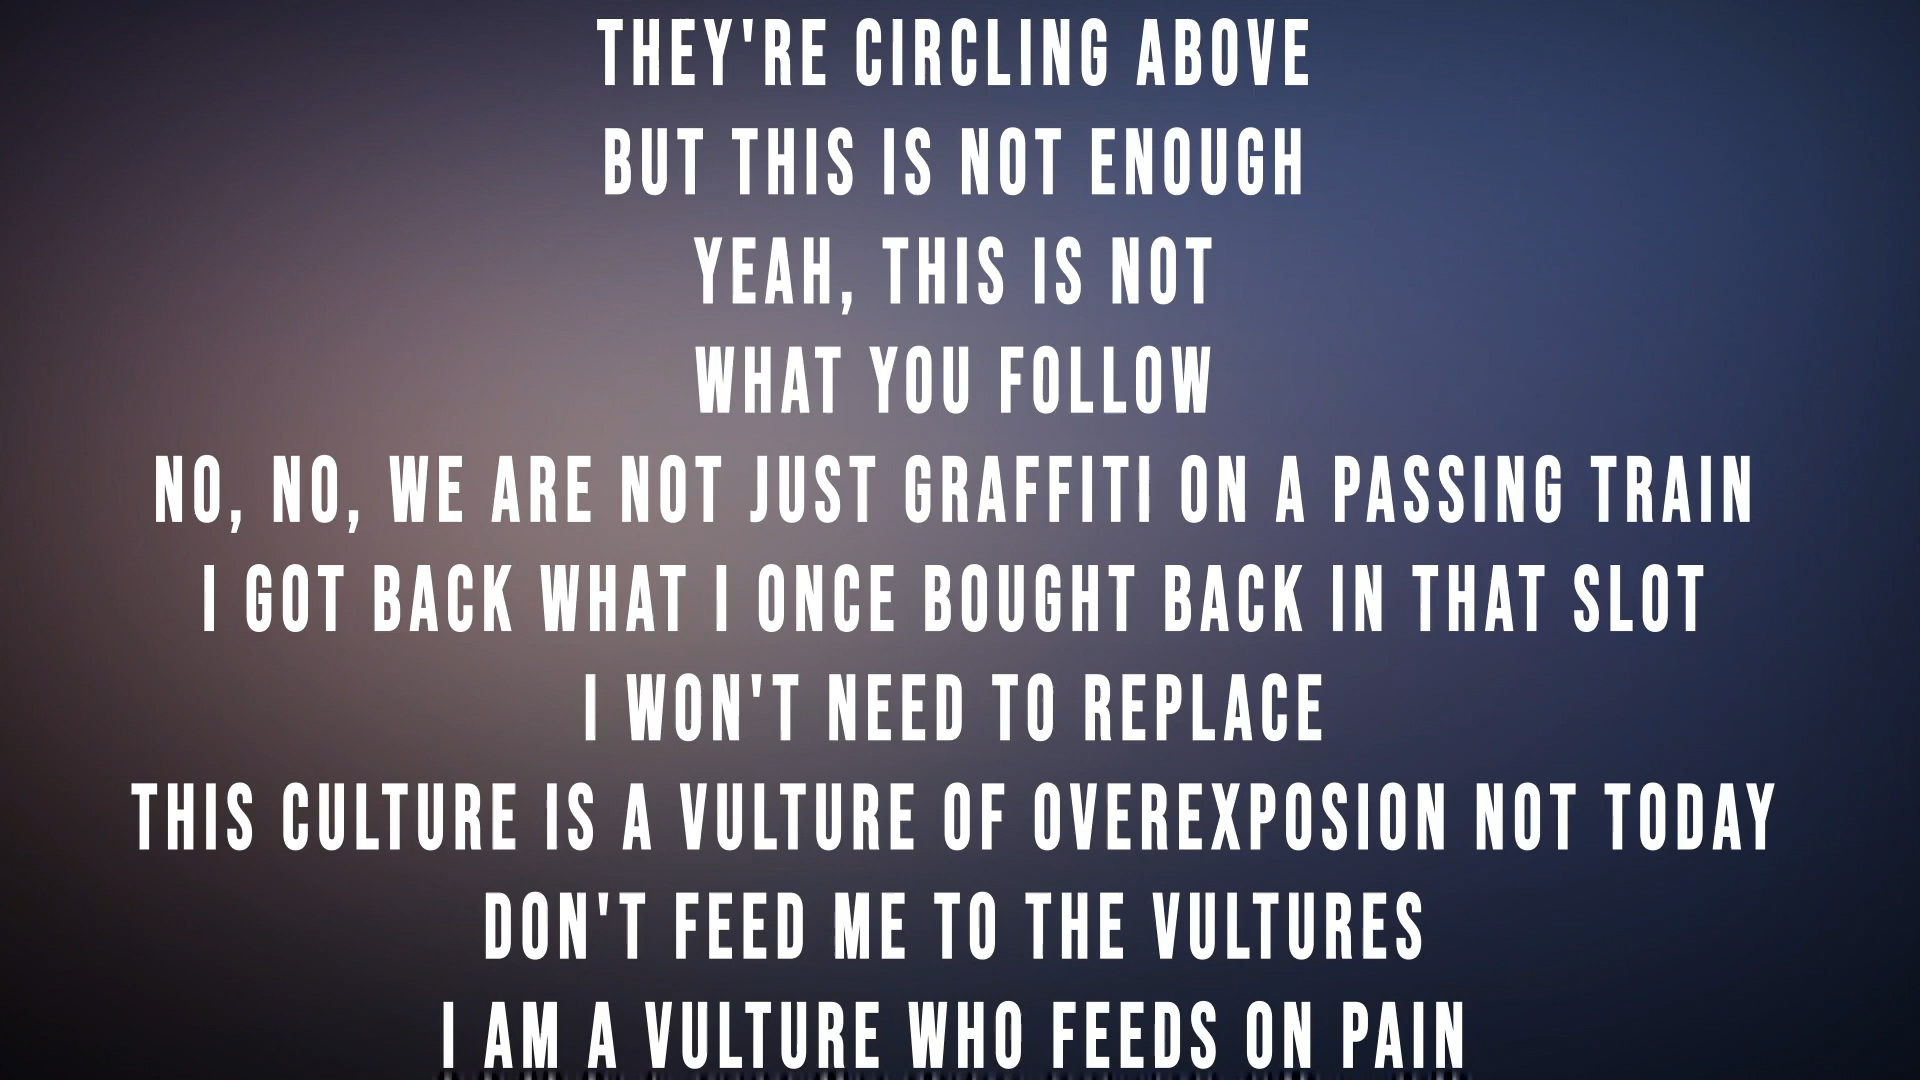 THEY'RE CIRCLING ABOVE
BUT THIS IS NOT ENOUGH
YEAH, THIS IS NOT
WHAT YOU FOLLOW
NO, NO, WE ARE NOT JUST GRAFFITI ON A PASSING TRAIN
I GOT BACK WHAT I ONCE BOUGHT BACK IN THAT SLOT
I WON'T NEED TO REPLACE
THIS CULTURE IS A VULTURE OF OVEREXPOSION NOT TODAY
DON'T FEED ME TO THE VULTURES
I AM A VULTURE WHO FEEDS ON PAIN